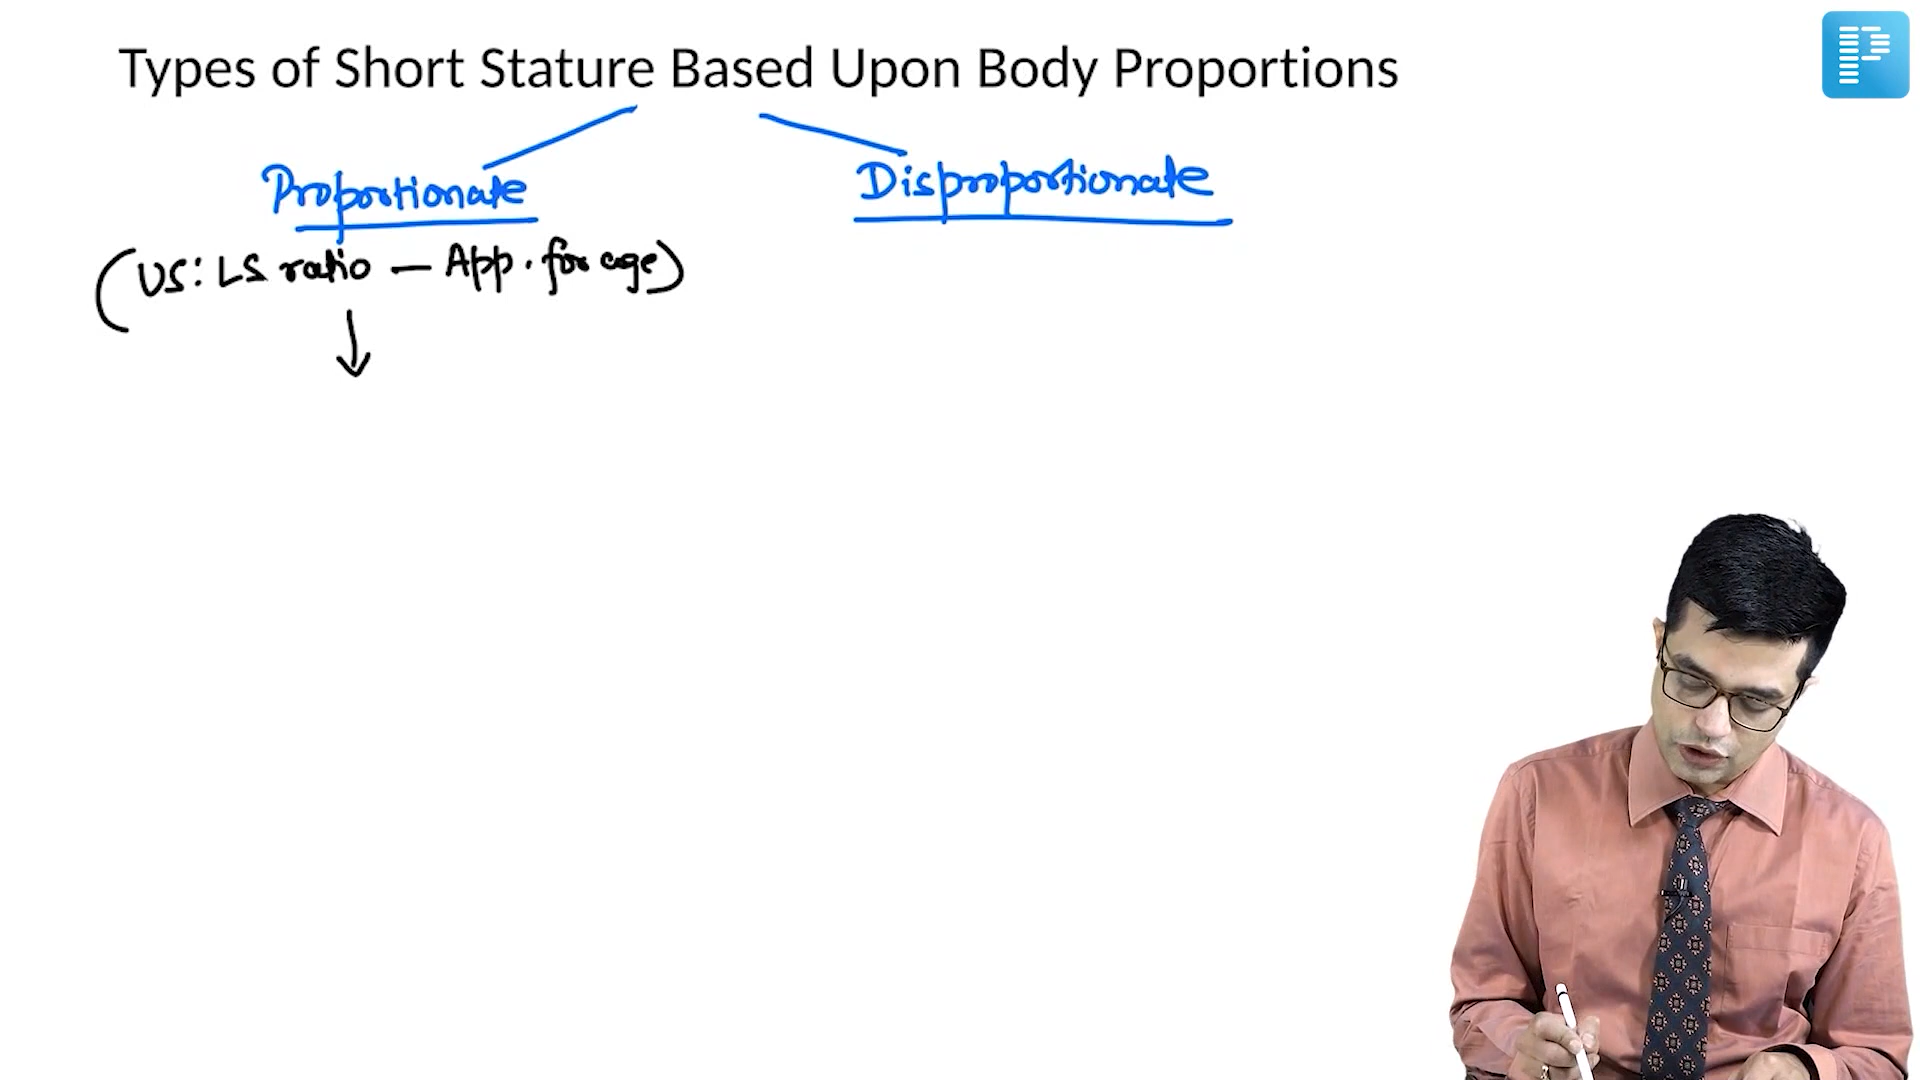 Types of Short Stature Based Upon Body Proportions
Proportionate
Disproportionate
(US: LS ratio — App. for age)